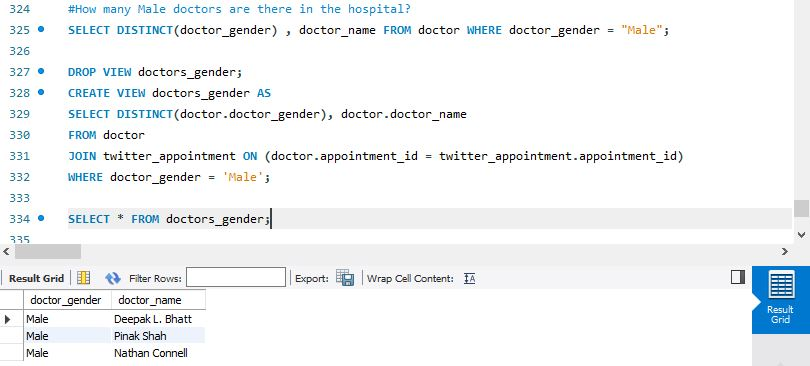 324 #How many Male doctors are there in the hospital?
325 SELECT DISTINCT(doctor_gender) , doctor_name FROM doctor WHERE doctor_gender = "Male";
326
327 DROP VIEW doctors_gender;
328 CREATE VIEW doctors_gender AS
329 SELECT DISTINCT(doctor.doctor_gender), doctor.doctor_name
330 FROM doctor
331 JOIN twitter_appointment ON (doctor.appointment_id = twitter_appointment.appointment_id)
332 WHERE doctor_gender = 'Male';
333
334 SELECT * FROM doctors_gender;
335
Result Grid Filter Rows: Export: Wrap Cell Content: IA
doctor_gender doctor_name
Male Deepak L. Bhatt
Male Pinak Shah
Male Nathan Connell
Result
Grid